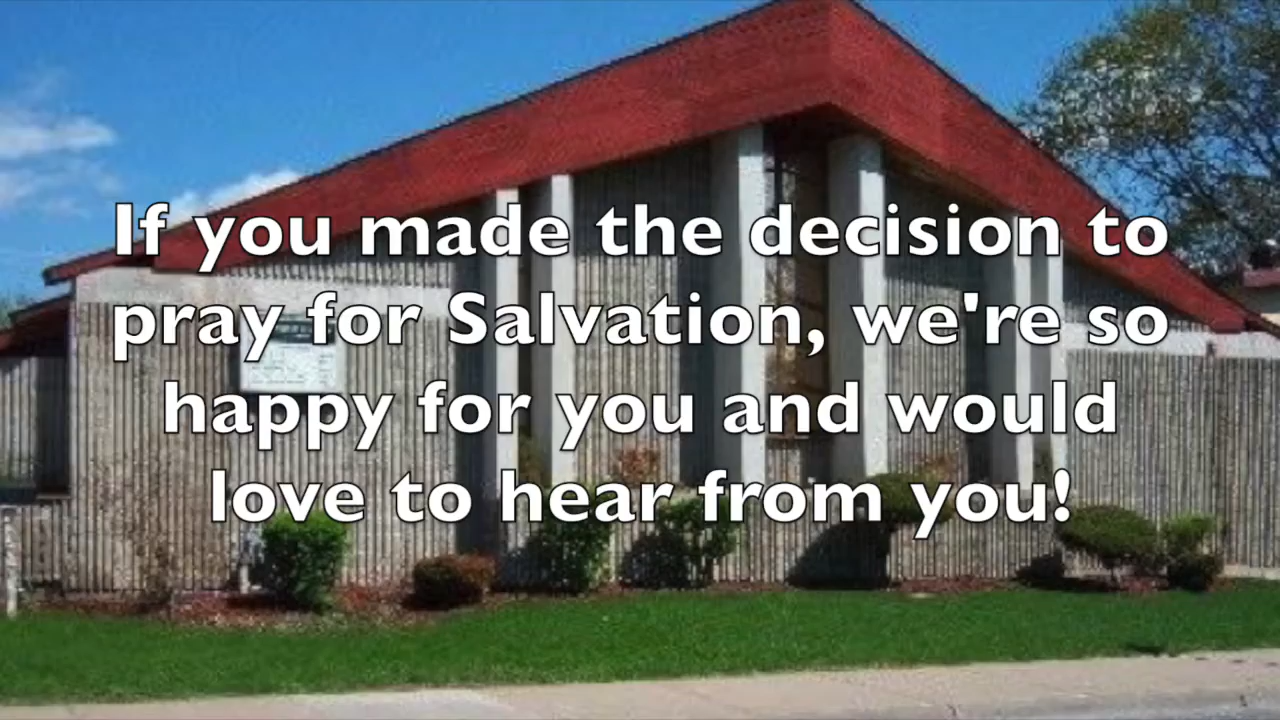 If you made the decision to
pray for Salvation, we're so
happy for you and would
love to hear from you!